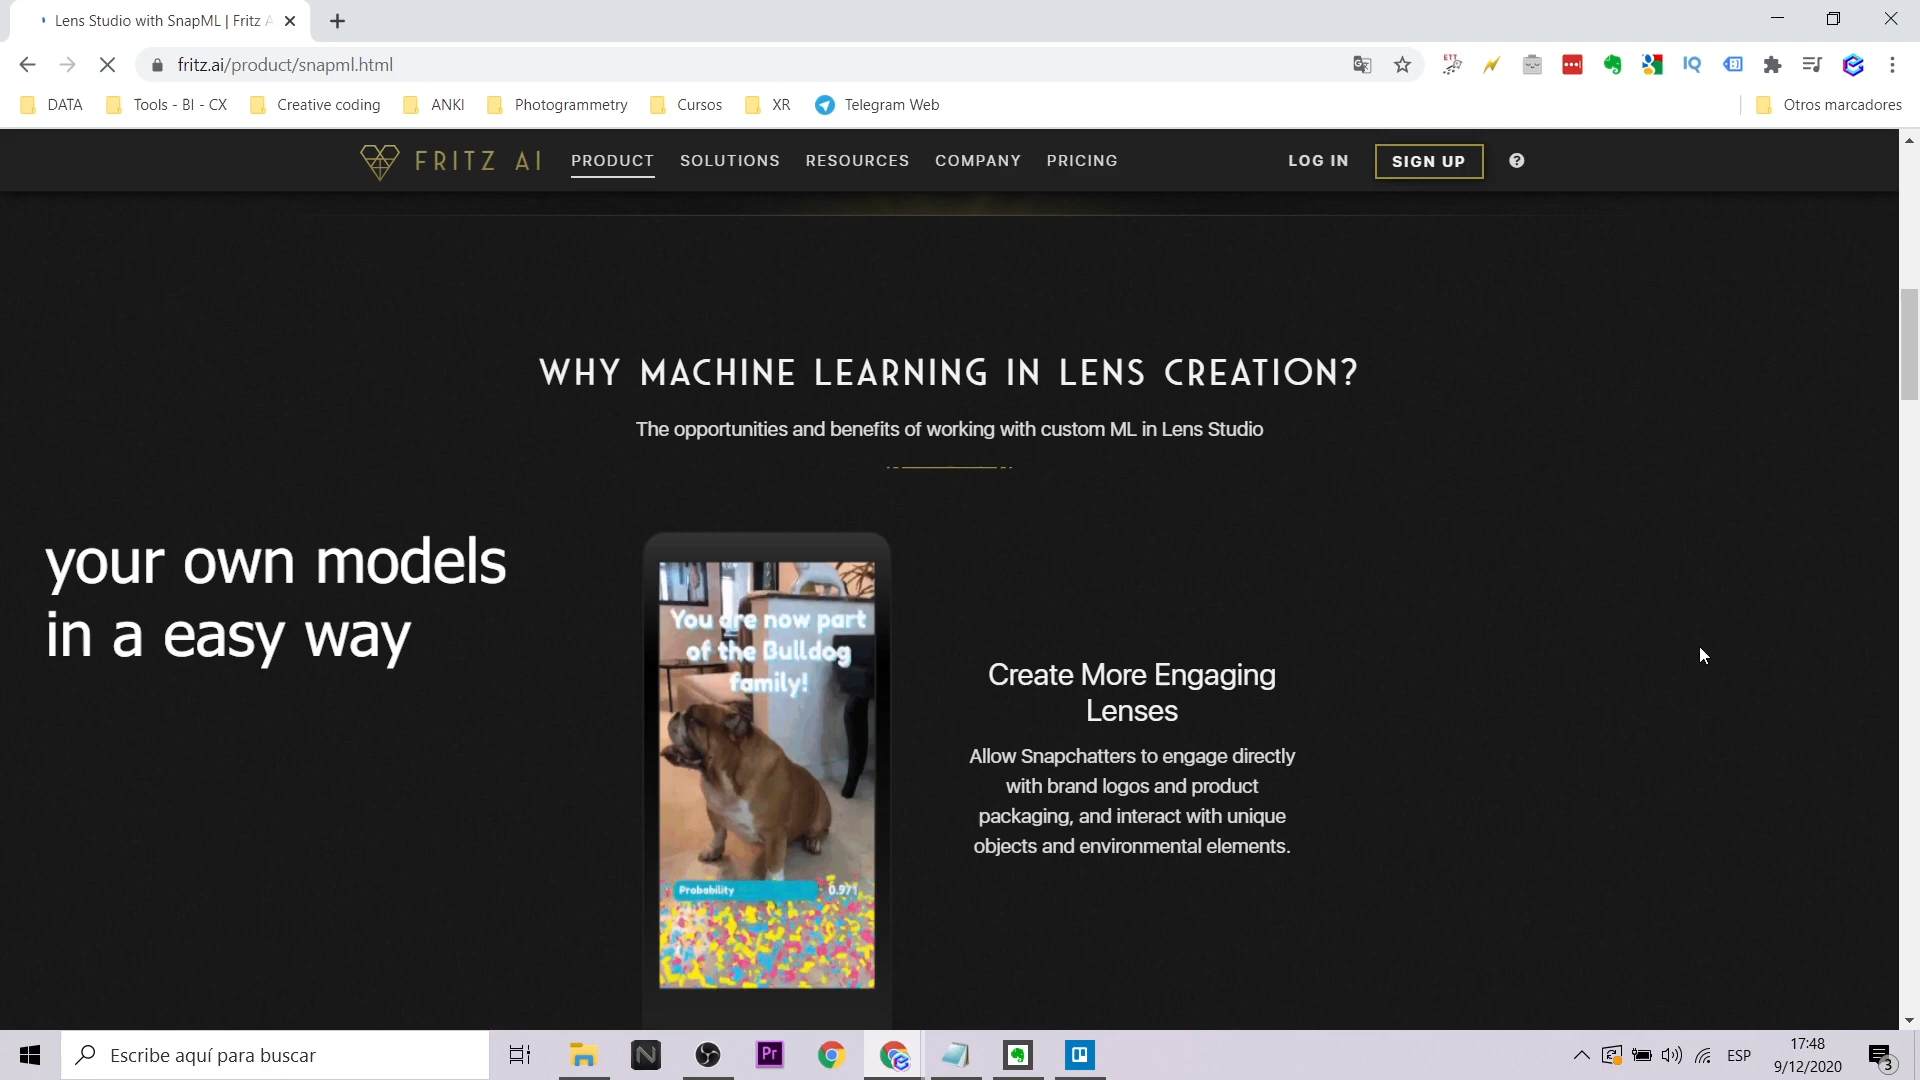 Lens Studio with SnapML | Fritz A
fritz.ai/product/snapml.html
DATA
Tools - BI - CX
Creative coding
ANKI
Photogrammetry
Cursos
XR
Telegram Web
Otros marcadores
FRITZ AI
PRODUCT
SOLUTIONS
RESOURCES
COMPANY
PRICING
LOG IN
SIGN UP
WHY MACHINE LEARNING IN LENS CREATION?
The opportunities and benefits of working with custom ML in Lens Studio
your own models
in a easy way
You are now part
of the Bulldog
family!
Probability 0.971
Create More Engaging
Lenses
Allow Snapchatters to engage directly
with brand logos and product
packaging, and interact with unique
objects and environmental elements.
Escribe aquí para buscar
Pr
ESP
17:48
9/12/2020
3